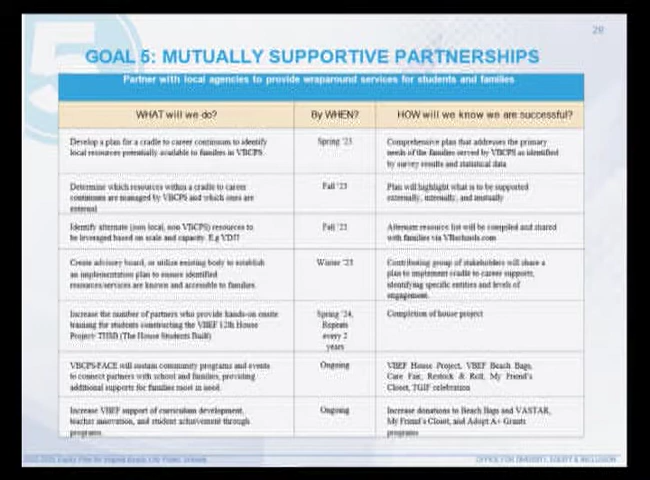 28
GOAL 5: MUTUALLY SUPPORTIVE PARTNERSHIPS
Partner with local agencies to provide wraparound services for students and families
WHAT will we do?
By WHEN?
HOW will we know we are successful?
Develop a plan for a cradle to career continuum to identify
local resources potentially available to families in VBCPS.
Spring '23
Comprehensive plan that addresses the primary
needs of the families served by VBCPS as identified
by survey results and statistical data
Determine which resources within a cradle to career
continuum are managed by VBCPS and which ones are
external
Fall '23
Plan will highlight what is to be supported
externally, internally, and mutually
Identify alternate (non local, non VBCPS) resources to
be leveraged based on scale and capacity. E.g
Fall '23
Alternate resource list will be compiled and shared
with families via VBschools.com
Create advisory board, or utilize existing body to establish
an implementation plan to ensure identified
resources/services are known and accessible to families.
Winter '23
Contributing group of stakeholders will share a
plan to implement cradle to career supports,
identifying specific entities and levels of
engagement.
Increase the number of partners who provide hands-on onsite
training for students constructing the VBEF 12th House
Project- THSB (The House Students Built)
Spring '24,
Repeats
every 2
years
Completion of house project
VBCPS/FACE will sustain community programs and events
to connect partners with school and families, providing
additional supports for families most in need.
Ongoing
VBEF House Project, VBEF Beach Bags,
Care Fair, Restock & Roll, My Friend's
Closet, TGIF celebration
Increase VBEF support of curriculum development,
teacher innovation, and student achievement through
programs.
Ongoing
Increase donations to Beach Bags and VASTAR,
My Friend's Closet, and Adopt A+ Grants
programs
Equity Plan for Virginia Beach City Public Schools
OFFICE FOR DIVERSITY, EQUITY & INCLUSION